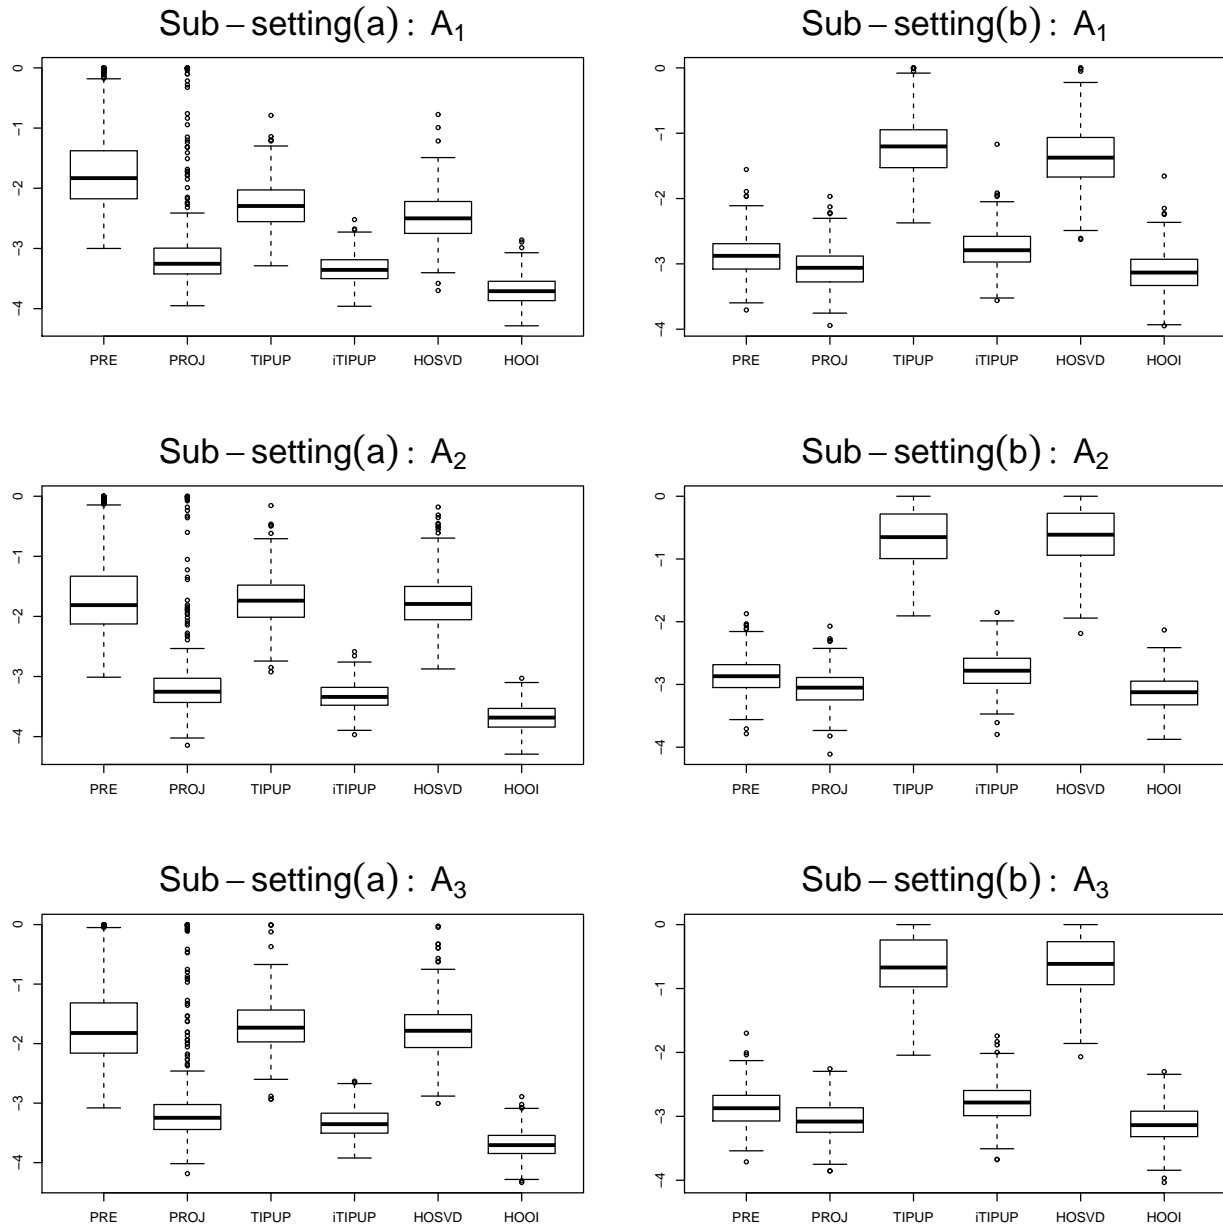 Sub – setting(a) : A₁
0
-1
-2
-3
-4
PRE PROJ TIPUP iTIPUP HOSVD HOOI
Sub – setting(b) : A₁
0
-1
-2
-3
-4
PRE PROJ TIPUP iTIPUP HOSVD HOOI
Sub – setting(a) : A₂
0
-1
-2
-3
-4
PRE PROJ TIPUP iTIPUP HOSVD HOOI
Sub – setting(b) : A₂
0
-1
-2
-3
-4
PRE PROJ TIPUP iTIPUP HOSVD HOOI
Sub – setting(a) : A₃
0
-1
-2
-3
-4
PRE PROJ TIPUP iTIPUP HOSVD HOOI
Sub – setting(b) : A₃
0
-1
-2
-3
-4
PRE PROJ TIPUP iTIPUP HOSVD HOOI